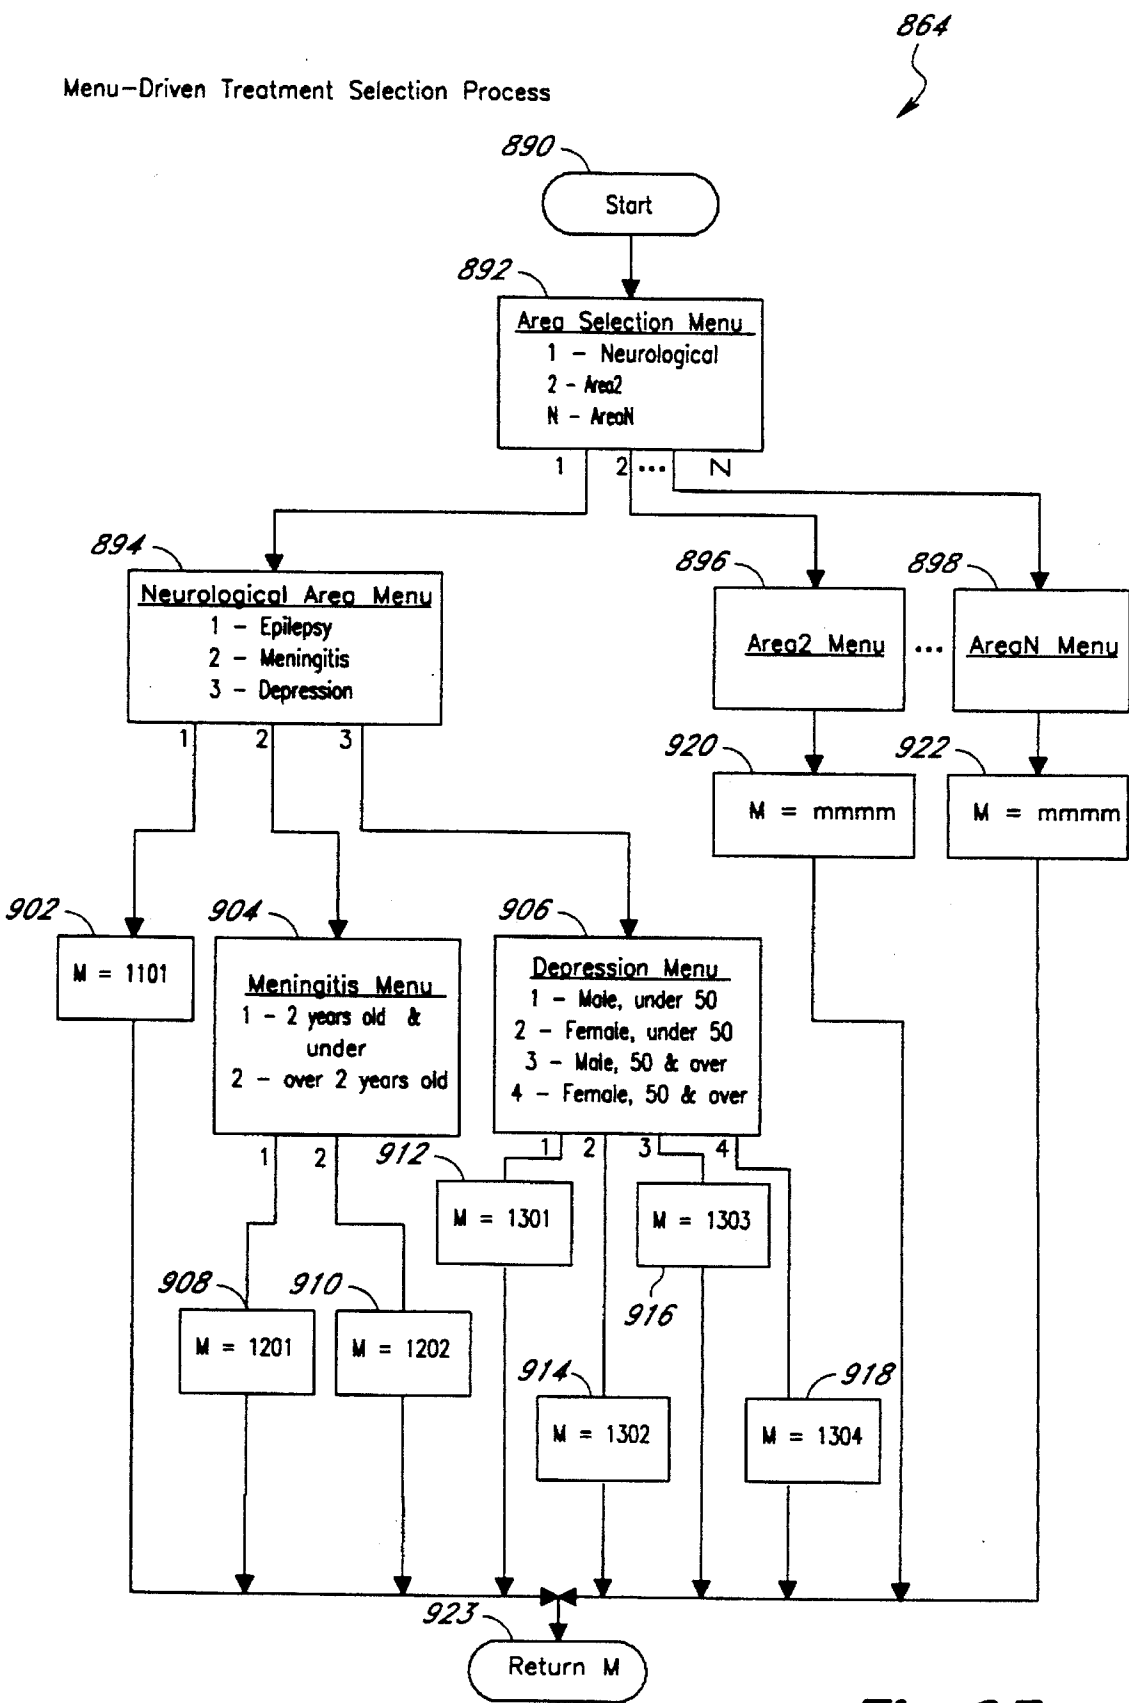 864
Menu-Driven Treatment Selection Process
890
Start
892
Area Selection Menu
1 - Neurological
2 - Area2
N - AreaN
1 2 ... N
894
Neurological Area Menu
1 - Epilepsy
2 - Meningitis
3 - Depression
1 2 3
896
Area2 Menu
...
898
AreaN Menu
920
M = mmmm
922
M = mmmm
902
M = 1101
904
Meningitis Menu
1 - 2 years old &
under
2 - over 2 years old
1 2
906
Depression Menu
1 - Male, under 50
2 - Female, under 50
3 - Male, 50 & over
4 - Female, 50 & over
1 2 3 4
912
M = 1301
M = 1303
916
908
M = 1201
910
M = 1202
914
M = 1302
918
M = 1304
923
Return M